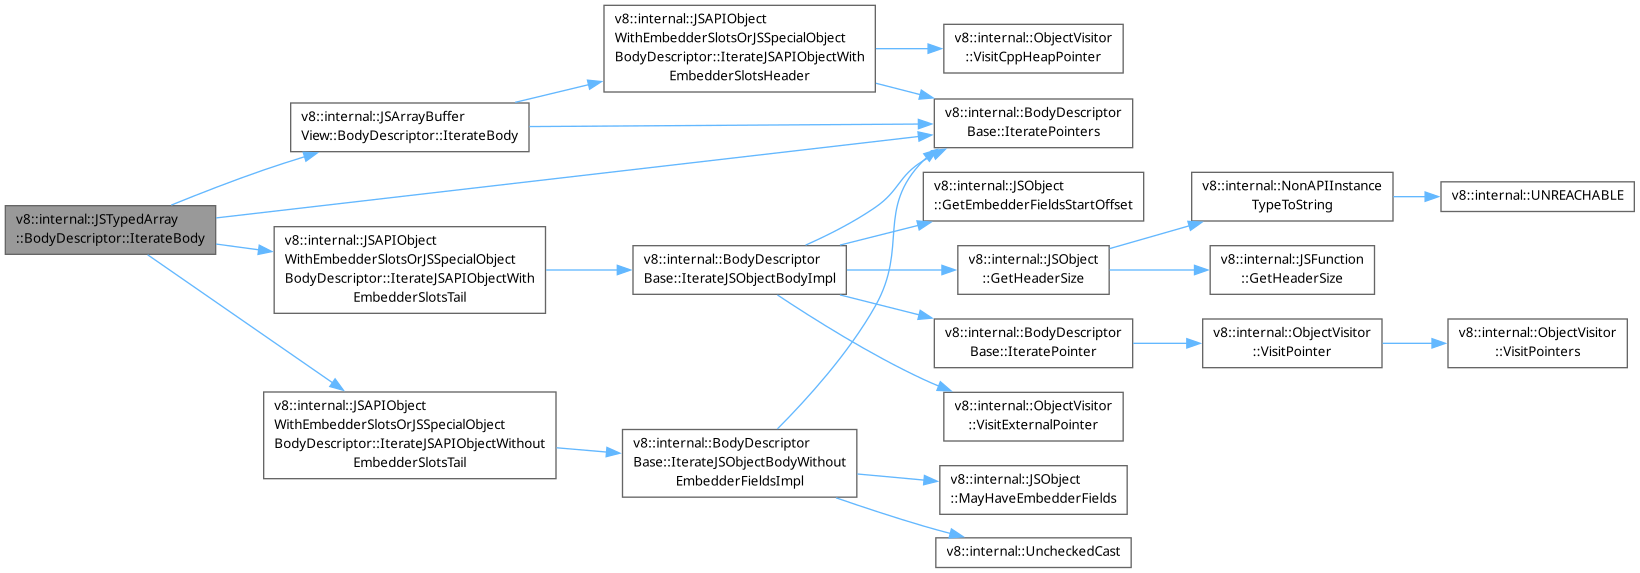 v8::internal::JSTypedArray
::BodyDescriptor::IterateBody
v8::internal::JSArrayBuffer
View::BodyDescriptor::IterateBody
v8::internal::JSAPIObject
WithEmbedderSlotsOrJSSpecialObject
BodyDescriptor::IterateJSAPIObjectWith
EmbedderSlotsHeader
v8::internal::ObjectVisitor
::VisitCppHeapPointer
v8::internal::BodyDescriptor
Base::IteratePointers
v8::internal::JSAPIObject
WithEmbedderSlotsOrJSSpecialObject
BodyDescriptor::IterateJSAPIObjectWith
EmbedderSlotsTail
v8::internal::BodyDescriptor
Base::IterateJSObjectBodyImpl
v8::internal::JSObject
::GetEmbedderFieldsStartOffset
v8::internal::JSObject
::GetHeaderSize
v8::internal::NonAPIInstance
TypeToString
v8::internal::UNREACHABLE
v8::internal::JSFunction
::GetHeaderSize
v8::internal::BodyDescriptor
Base::IteratePointer
v8::internal::ObjectVisitor
::VisitPointer
v8::internal::ObjectVisitor
::VisitPointers
v8::internal::ObjectVisitor
::VisitExternalPointer
v8::internal::JSAPIObject
WithEmbedderSlotsOrJSSpecialObject
BodyDescriptor::IterateJSAPIObjectWithout
EmbedderSlotsTail
v8::internal::BodyDescriptor
Base::IterateJSObjectBodyWithout
EmbedderFieldsImpl
v8::internal::JSObject
::MayHaveEmbedderFields
v8::internal::UncheckedCast